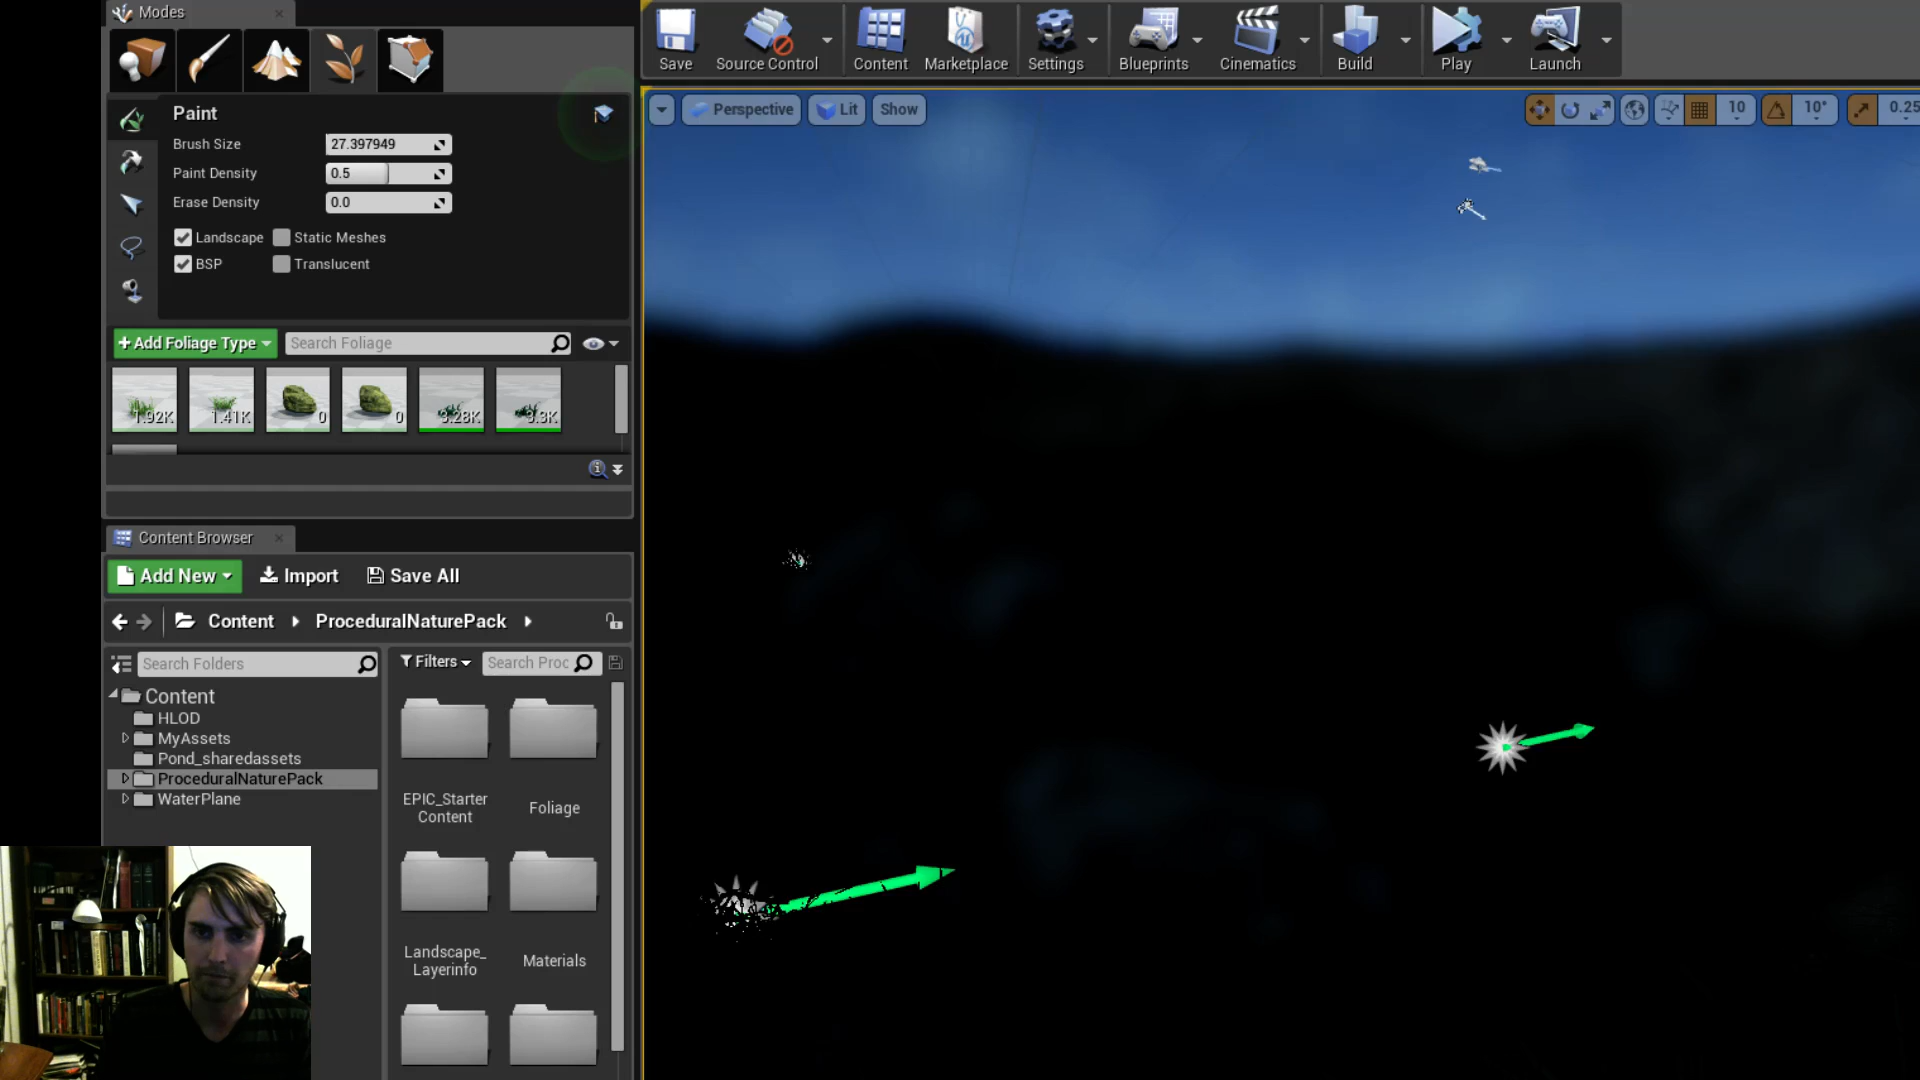 Modes
Save
Source Control
Content
Marketplace
Settings
Blueprints
Cinematics
Build
Play
Launch
Paint
Brush Size
27.397949
Paint Density
0.5
Erase Density
0.0
Landscape
Static Meshes
BSP
Translucent
Perspective
Lit
Show
10
10°
0.25
+Add Foliage Type
Search Foliage
1.92K
1.41K
0
0
3.28K
3.3K
Content Browser
Add New
Import
Save All
Content
ProceduralNaturePack
Search Folders
Filters
Search Proc
Content
HLOD
MyAssets
Pond_sharedassets
ProceduralNaturePack
WaterPlane
EPIC_Starter
Content
Foliage
Landscape_
Layerinfo
Materials